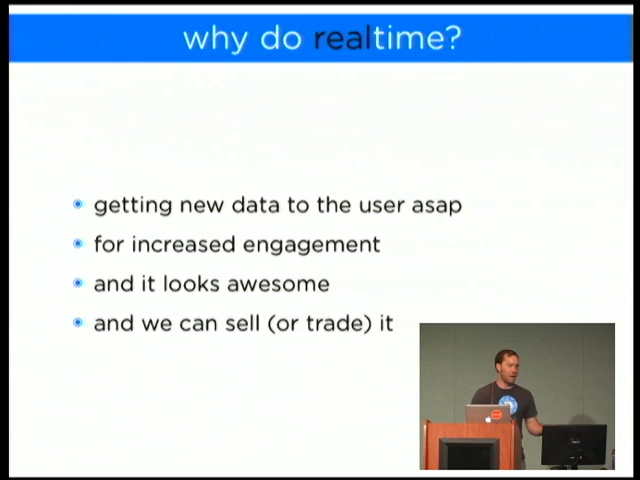 why do realtime?
getting new data to the user asap
for increased engagement
and it looks awesome
and we can sell (or trade) it